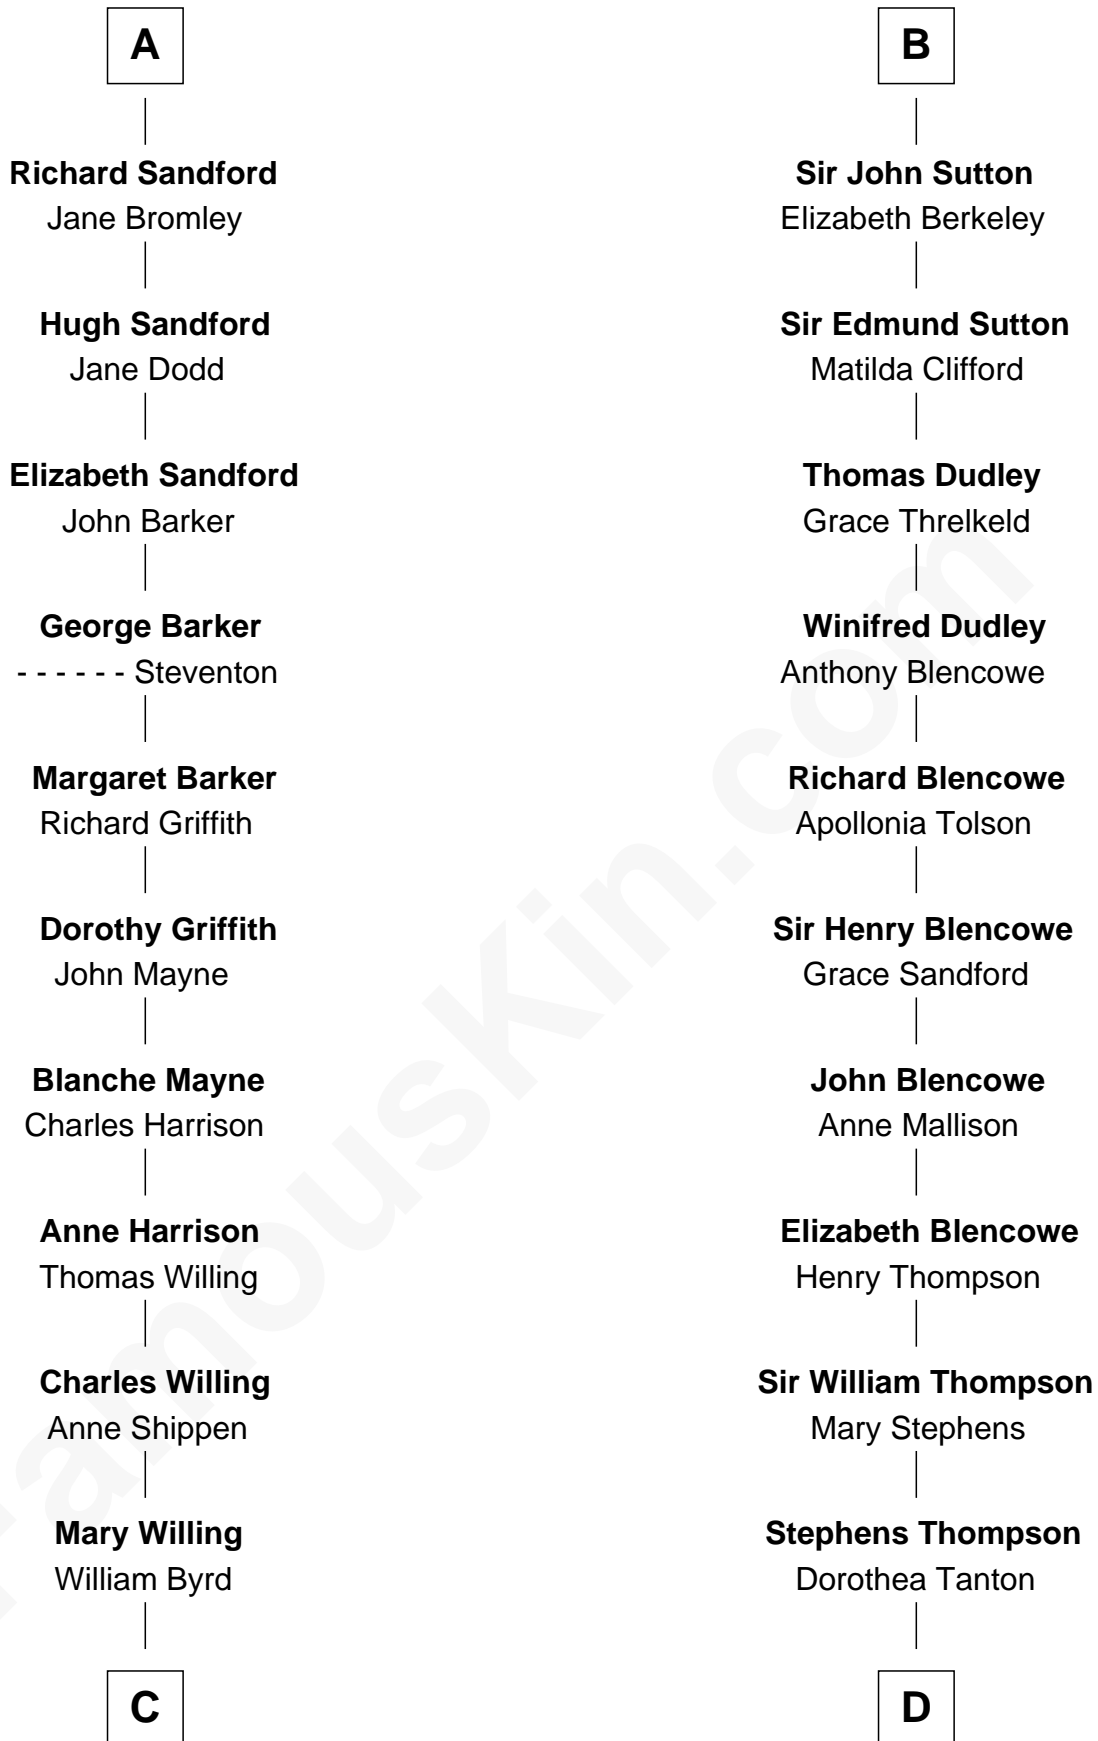 A
Richard Sandford
Jane Bromley
Hugh Sandford
Jane Dodd
Elizabeth Sandford
John Barker
George Barker
- - - - - - Steventon
Margaret Barker
Richard Griffith
Dorothy Griffith
John Mayne
Blanche Mayne
Charles Harrison
Anne Harrison
Thomas Willing
Charles Willing
Anne Shippen
Mary Willing
William Byrd
C
B
Sir John Sutton
Elizabeth Berkeley
Sir Edmund Sutton
Matilda Clifford
Thomas Dudley
Grace Threlkeld
Winifred Dudley
Anthony Blencowe
Richard Blencowe
Apollonia Tolson
Sir Henry Blencowe
Grace Sandford
John Blencowe
Anne Mallison
Elizabeth Blencowe
Henry Thompson
Sir William Thompson
Mary Stephens
Stephens Thompson
Dorothea Tanton
D
FamousKin.com